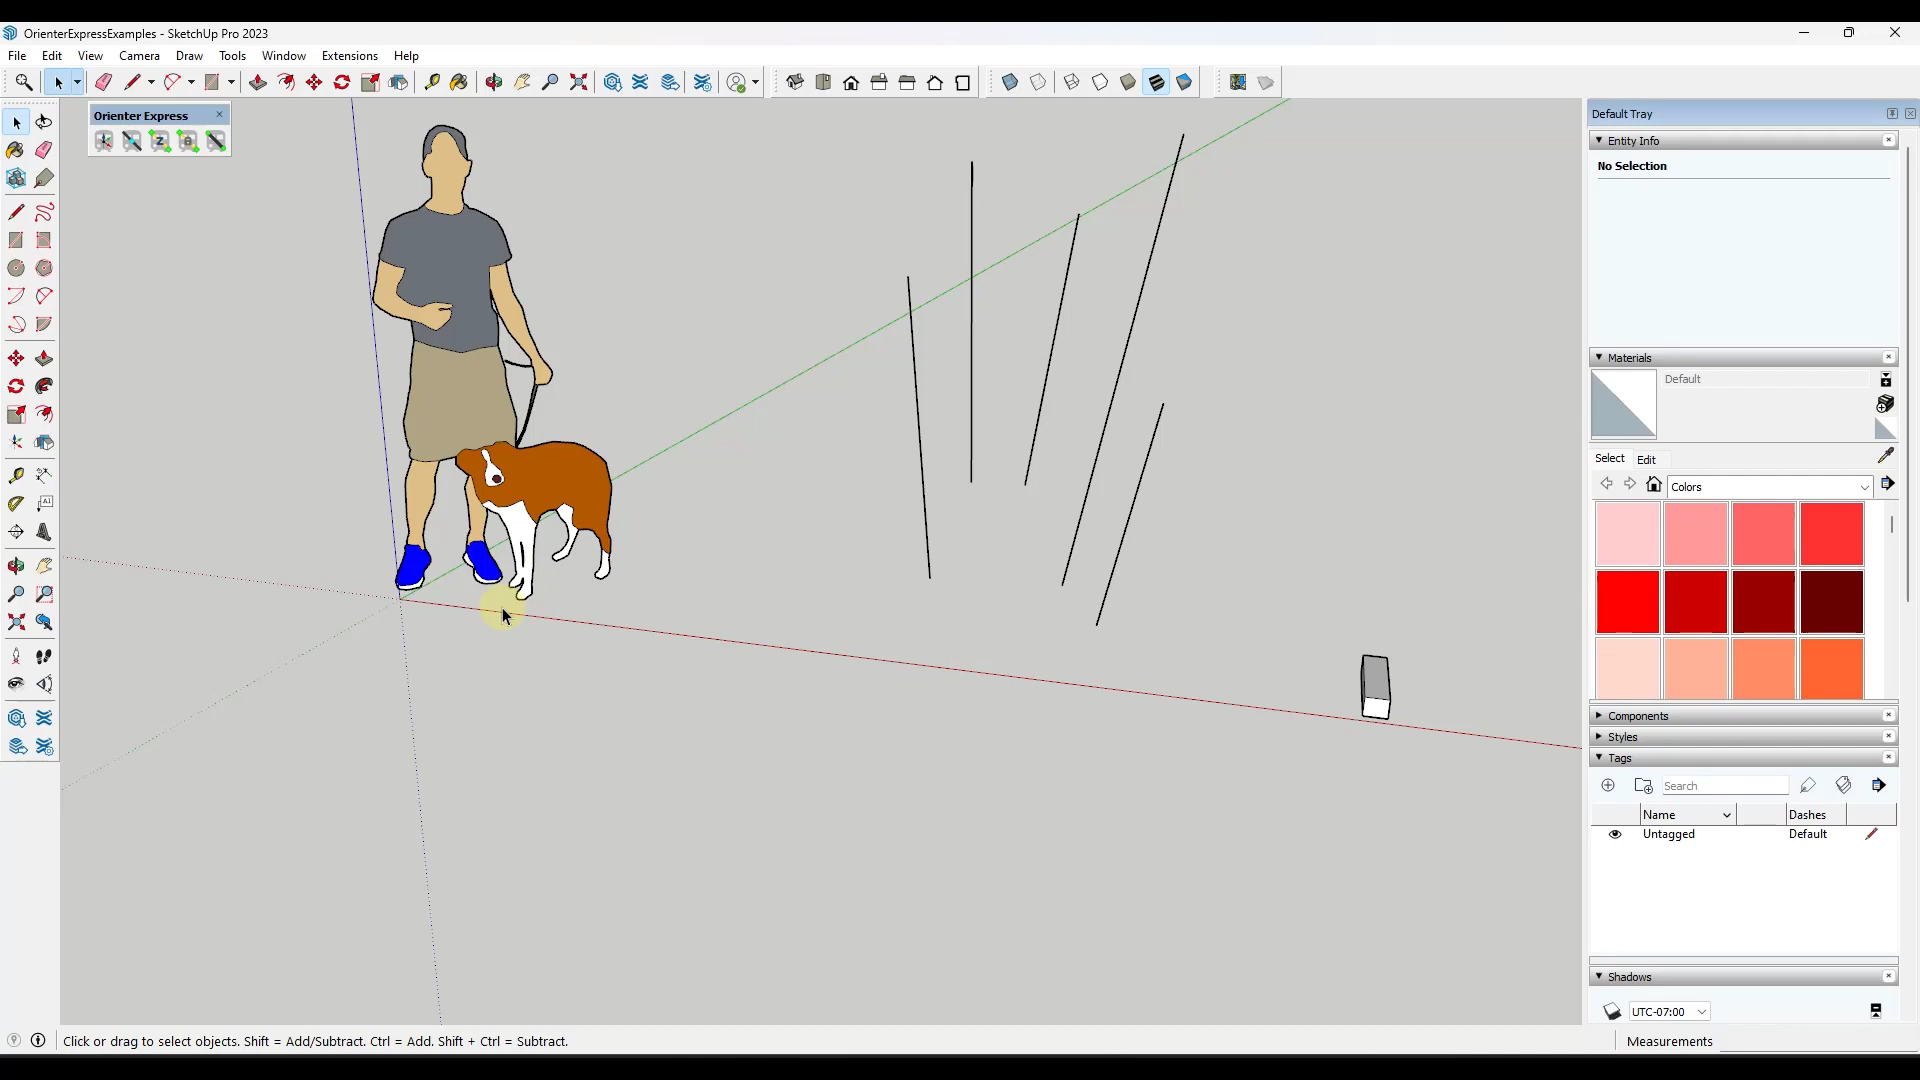 OrienterExpressExamples - SketchUp Pro 2023
File Edit View Camera Draw Tools Window Extensions Help
Orienter Express
Default Tray
Entity Info
No Selection
Materials
Default
Select Edit
Colors
Components
Styles
Tags
Search
Name Dashes
Untagged Default
Shadows
UTC-07:00
Click or drag to select objects. Shift = Add/Subtract. Ctrl = Add. Shift + Ctrl = Subtract.
Measurements